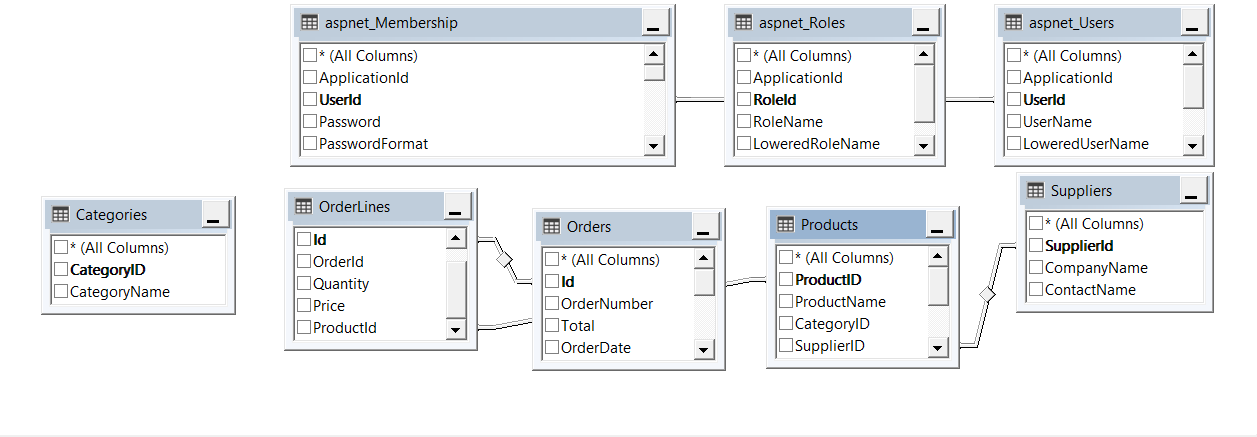 aspnet_Membership
* (All Columns)
ApplicationId
UserId
Password
PasswordFormat
aspnet_Roles
* (All Columns)
ApplicationId
RoleId
RoleName
LoweredRoleName
aspnet_Users
* (All Columns)
ApplicationId
UserId
UserName
LoweredUserName
Categories
* (All Columns)
CategoryID
CategoryName
OrderLines
Id
OrderId
Quantity
Price
ProductId
Orders
* (All Columns)
Id
OrderNumber
Total
OrderDate
Products
* (All Columns)
ProductID
ProductName
CategoryID
SupplierID
Suppliers
* (All Columns)
SupplierId
CompanyName
ContactName